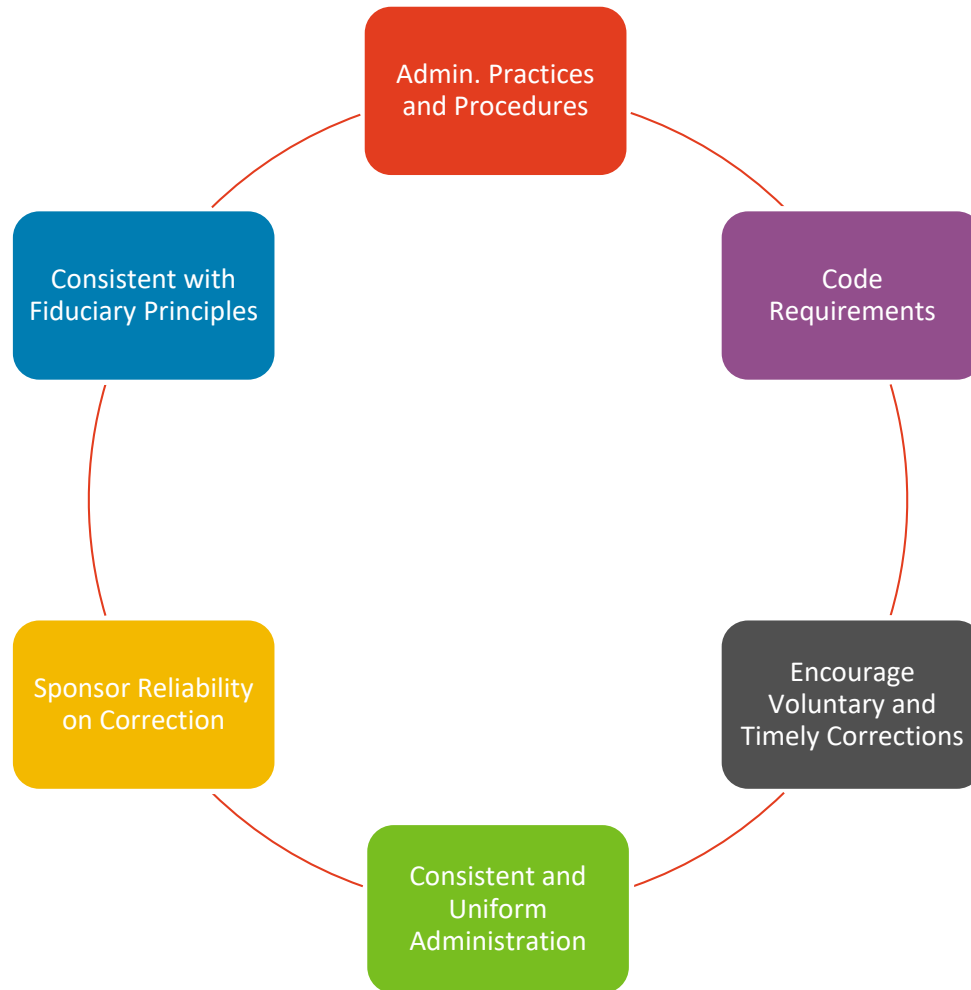 Admin. Practices
and Procedures
Code
Requirements
Encourage
Voluntary and
Timely Corrections
Consistent and
Uniform
Administration
Sponsor Reliability
on Correction
Consistent with
Fiduciary Principles